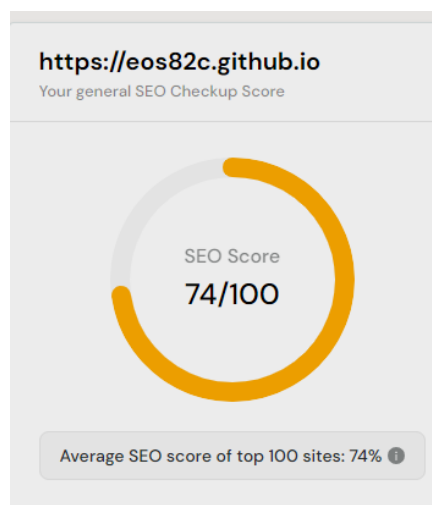 https://eos82c.github.io
Your general SEO Checkup Score
SEO Score
74/100
Average SEO score of top 100 sites: 74%